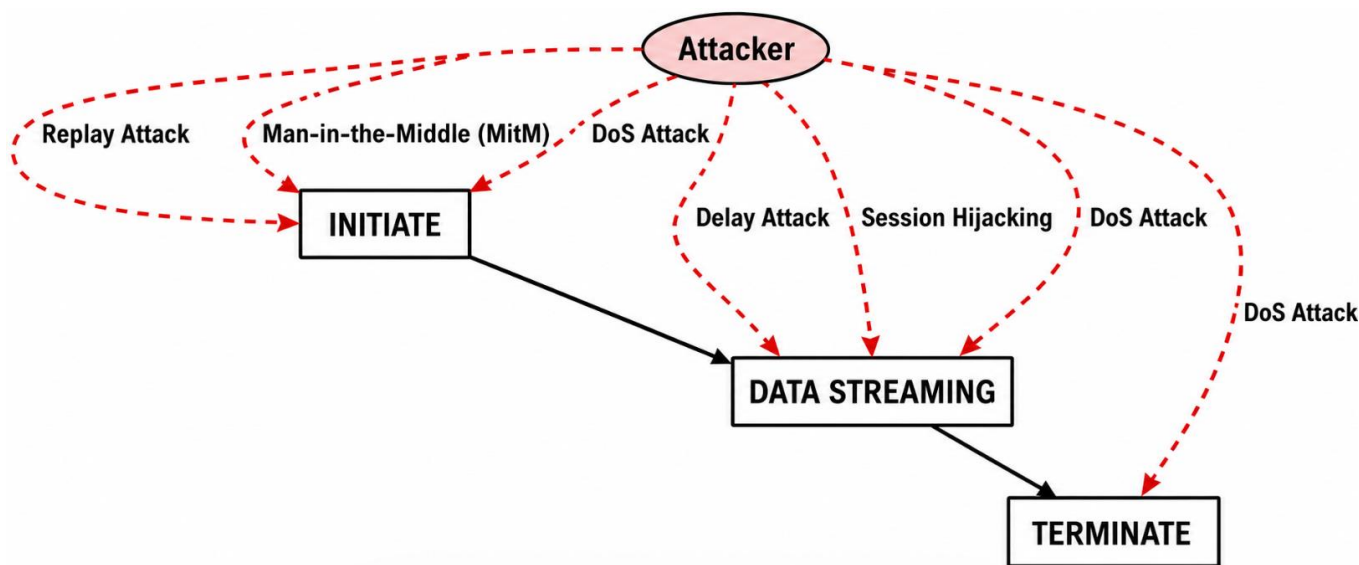 Attacker
Replay Attack
Man-in-the-Middle (MitM)
DoS Attack
INITIATE
Delay Attack
Session Hijacking
DoS Attack
DoS Attack
DATA STREAMING
TERMINATE